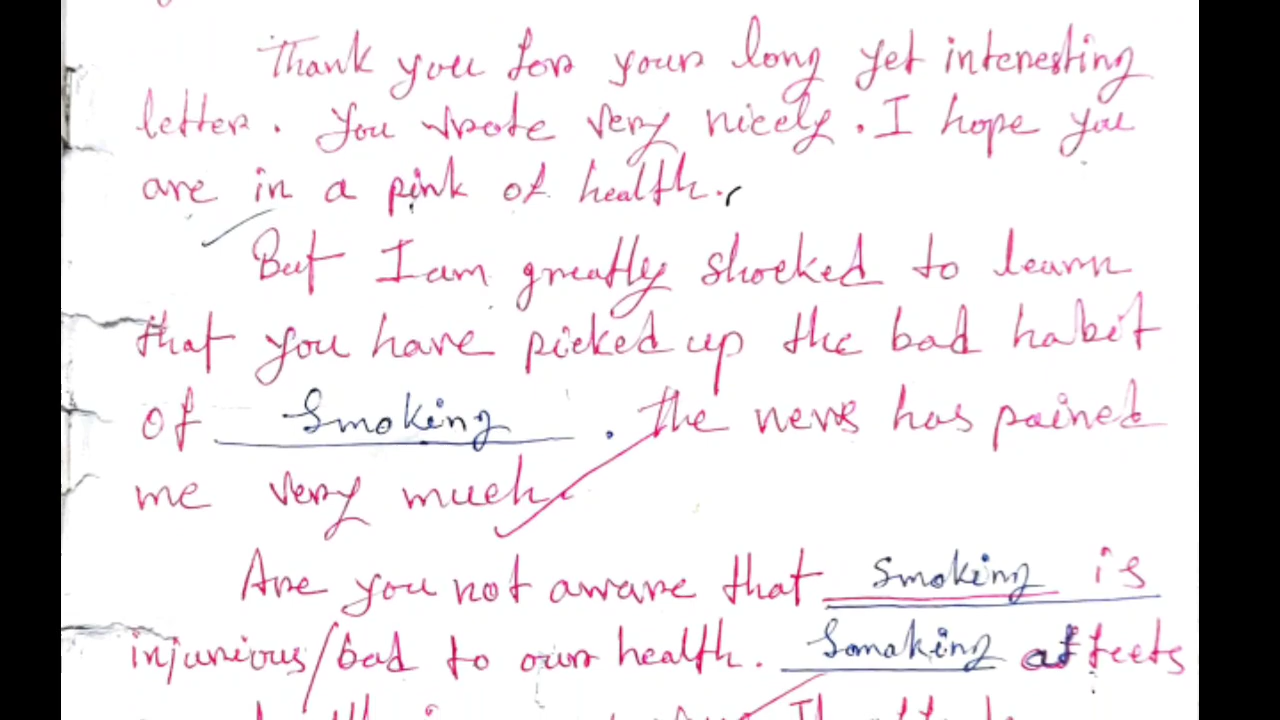 Thank you for your long yet interesting
letter. You wrote very nicely. I hope you
are in a pink of health.
But I am greatly shocked to learn
that you have picked up the bad habit
of Smoking. The news has pained
me very much.
Are you not aware that smoking is
injurious/bad to our health. Somaking affects